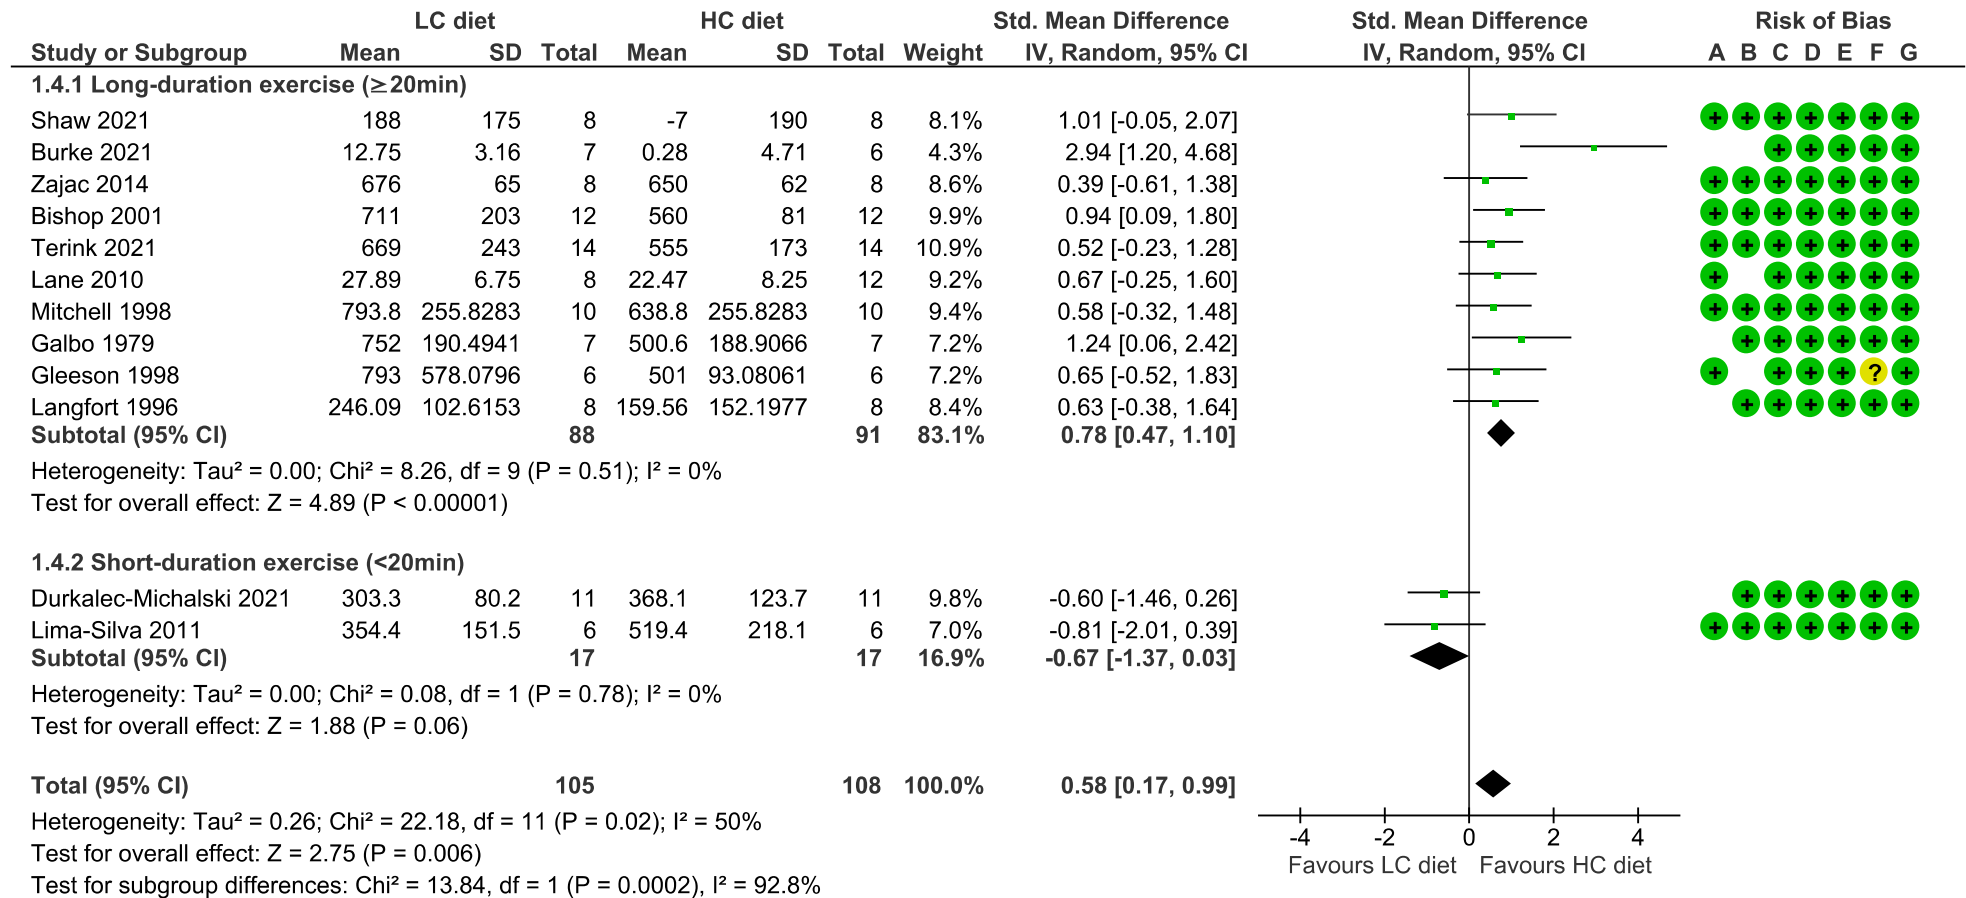 LC diet HC diet Std. Mean Difference Std. Mean Difference Risk of Bias
Study or Subgroup Mean SD Total Mean SD Total Weight IV, Random, 95% CI IV, Random, 95% CI A B C D E F G
1.4.1 Long-duration exercise (≥20min)
Shaw 2021 188 175 8 -7 190 8 8.1% 1.01 [-0.05, 2.07] + + + + + + +
Burke 2021 12.75 3.16 7 0.28 4.71 6 4.3% 2.94 [1.20, 4.68] + + + + +
Zajac 2014 676 65 8 650 62 8 8.6% 0.39 [-0.61, 1.38] + + + + + + +
Bishop 2001 711 203 12 560 81 12 9.9% 0.94 [0.09, 1.80] + + + + + + +
Terink 2021 669 243 14 555 173 14 10.9% 0.52 [-0.23, 1.28] + + + + + + +
Lane 2010 27.89 6.75 8 22.47 8.25 12 9.2% 0.67 [-0.25, 1.60] + + + + + +
Mitchell 1998 793.8 255.8283 10 638.8 255.8283 10 9.4% 0.58 [-0.32, 1.48] + + + + + + +
Galbo 1979 752 190.4941 7 500.6 188.9066 7 7.2% 1.24 [0.06, 2.42] + + + + + +
Gleeson 1998 793 578.0796 6 501 93.08061 6 7.2% 0.65 [-0.52, 1.83] + + + + ? +
Langfort 1996 246.09 102.6153 8 159.56 152.1977 8 8.4% 0.63 [-0.38, 1.64] + + + + + +
Subtotal (95% CI) 88 91 83.1% 0.78 [0.47, 1.10]
Heterogeneity: Tau² = 0.00; Chi² = 8.26, df = 9 (P = 0.51); I² = 0%
Test for overall effect: Z = 4.89 (P < 0.00001)
1.4.2 Short-duration exercise (<20min)
Durkalec-Michalski 2021 303.3 80.2 11 368.1 123.7 11 9.8% -0.60 [-1.46, 0.26] + + + + + +
Lima-Silva 2011 354.4 151.5 6 519.4 218.1 6 7.0% -0.81 [-2.01, 0.39] + + + + + + +
Subtotal (95% CI) 17 17 16.9% -0.67 [-1.37, 0.03]
Heterogeneity: Tau² = 0.00; Chi² = 0.08, df = 1 (P = 0.78); I² = 0%
Test for overall effect: Z = 1.88 (P = 0.06)
Total (95% CI) 105 108 100.0% 0.58 [0.17, 0.99]
Heterogeneity: Tau² = 0.26; Chi² = 22.18, df = 11 (P = 0.02); I² = 50%
-4 -2 0 2 4
Test for overall effect: Z = 2.75 (P = 0.006)
Favours LC diet Favours HC diet
Test for subgroup differences: Chi² = 13.84, df = 1 (P = 0.0002), I² = 92.8%